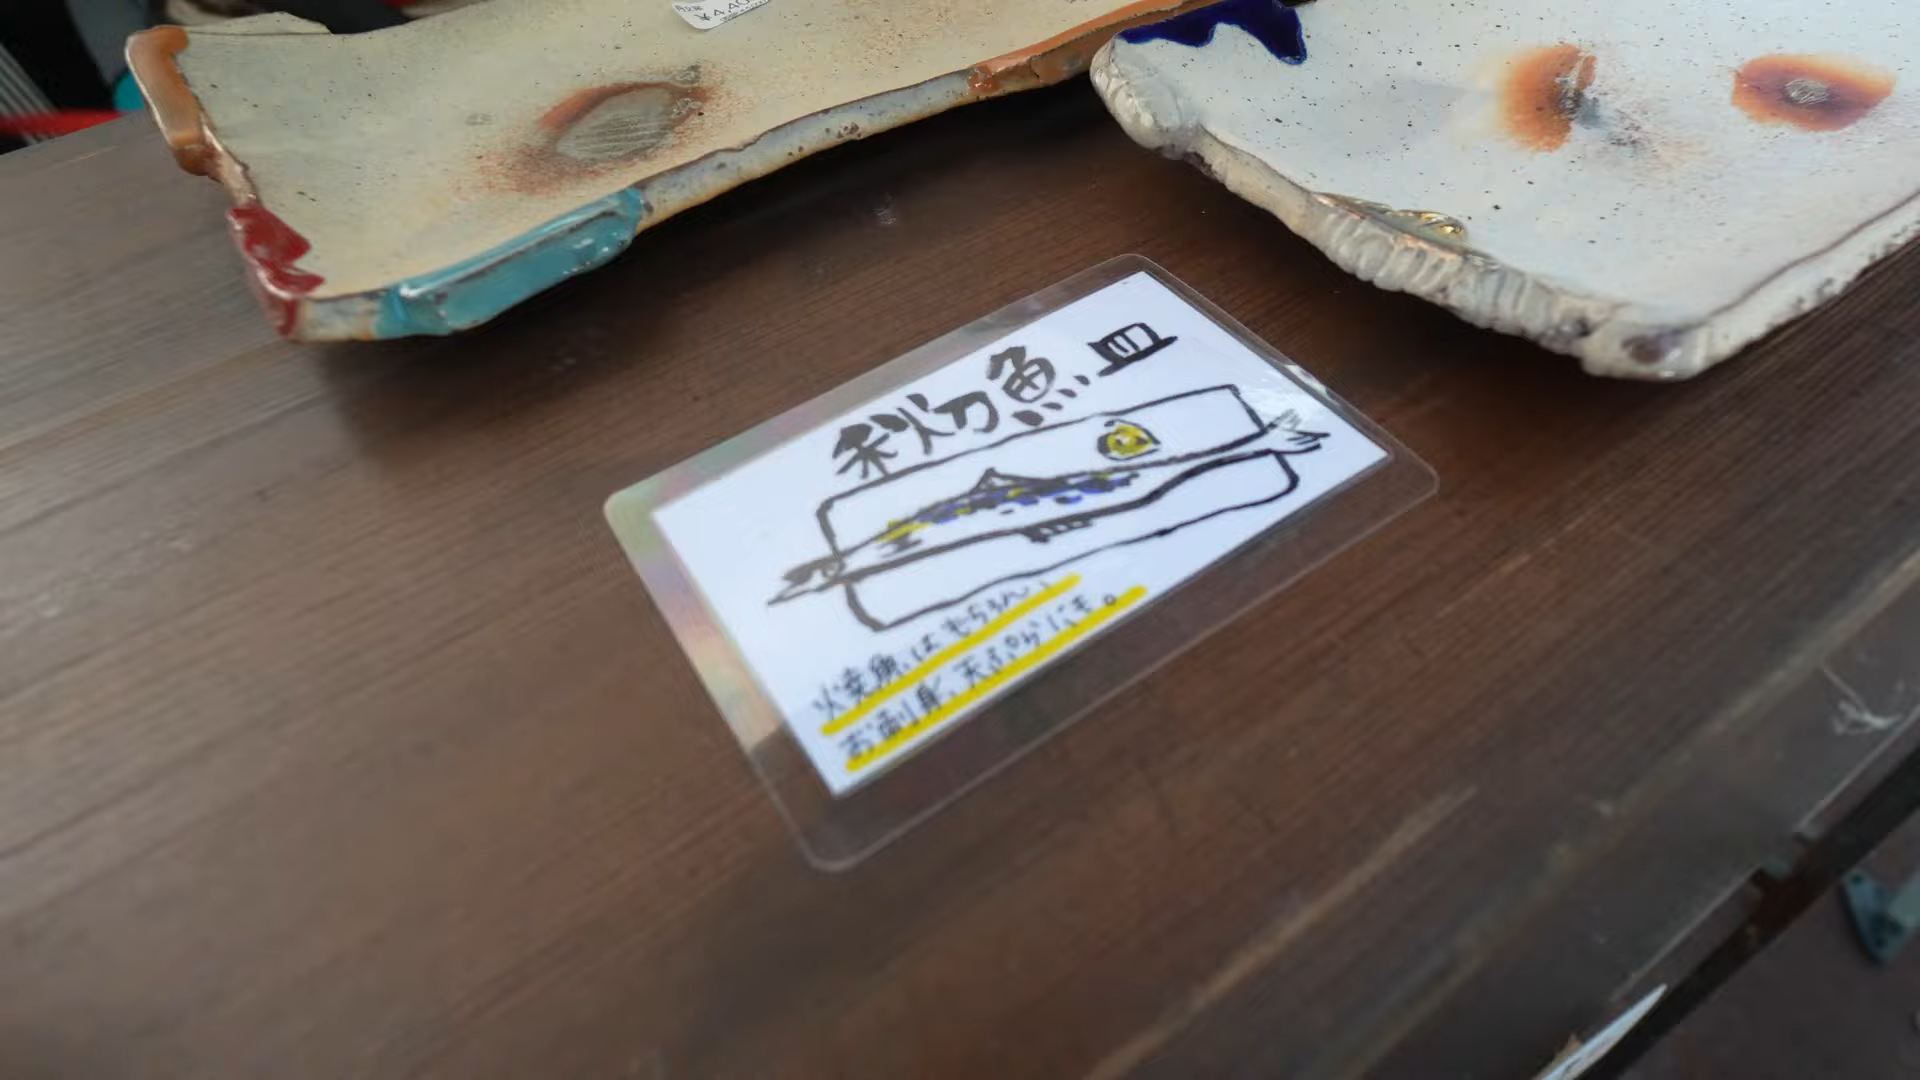 秋刀魚皿
焼魚はもちろん、
お刺身、天ぷらにも。